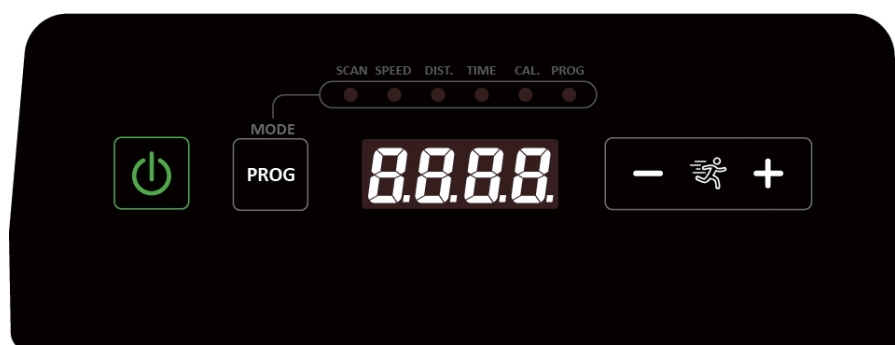 SCAN SPEED DIST. TIME CAL. PROG
MODE
PROG
8.8.8.8.
− +